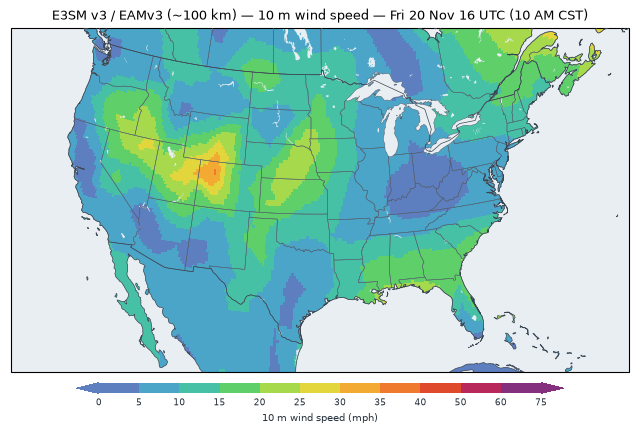 E3SM v3 / EAMv3 (~100 km) — 10 m wind speed — Fri 20 Nov 16 UTC (10 AM CST)
0 5 10 15 20 25 30 35 40 50 60 75
10 m wind speed (mph)